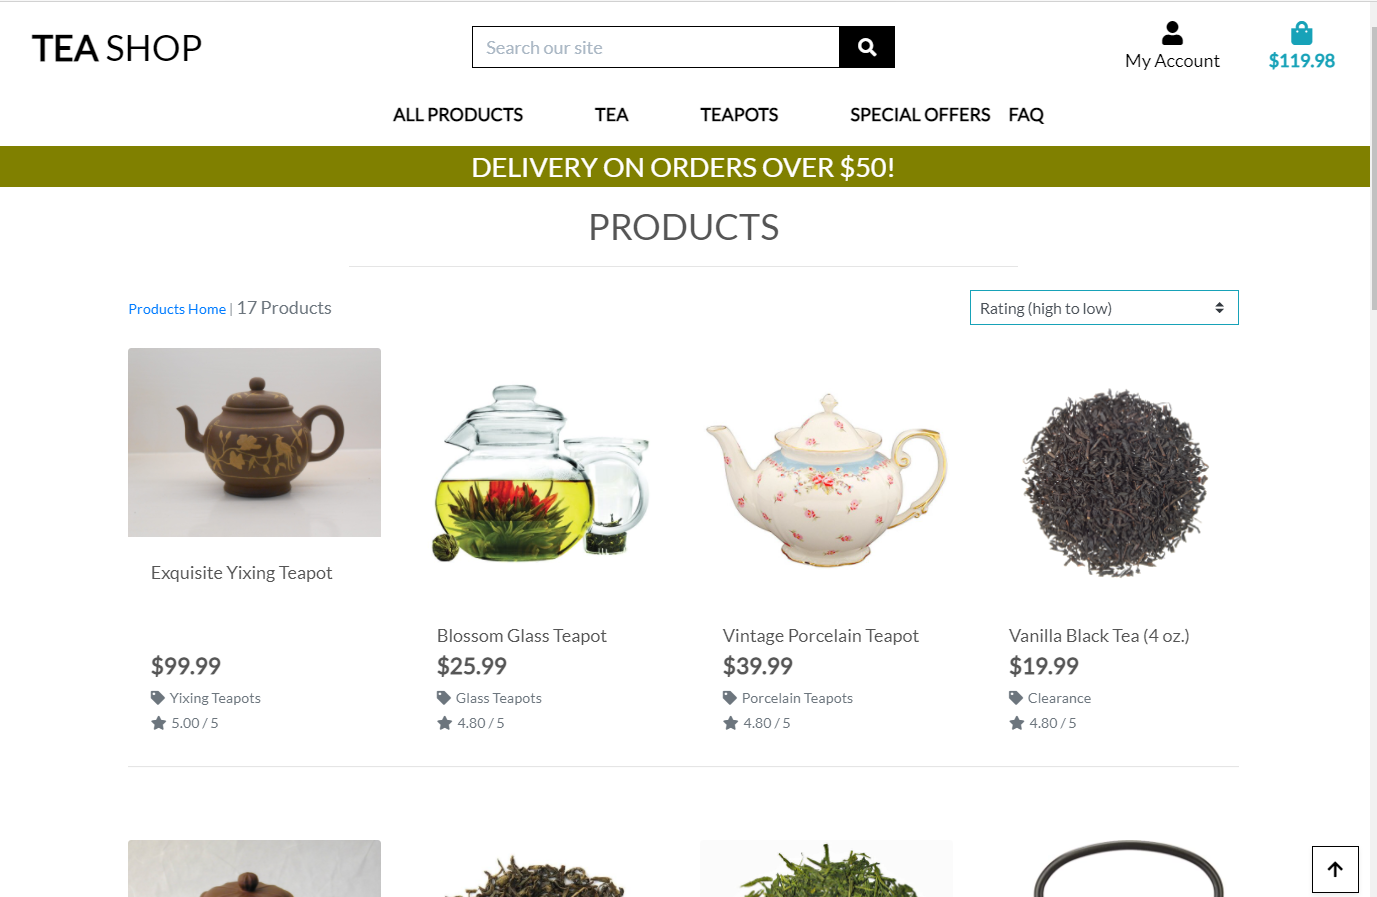 TEA SHOP
Search our site
My Account
$119.98
ALL PRODUCTS TEA TEAPOTS SPECIAL OFFERS FAQ
DELIVERY ON ORDERS OVER $50!
PRODUCTS
Products Home | 17 Products
Rating (high to low)
Exquisite Yixing Teapot
$99.99
Yixing Teapots
5.00 / 5
Blossom Glass Teapot
$25.99
Glass Teapots
4.80 / 5
Vintage Porcelain Teapot
$39.99
Porcelain Teapots
4.80 / 5
Vanilla Black Tea (4 oz.)
$19.99
Clearance
4.80 / 5